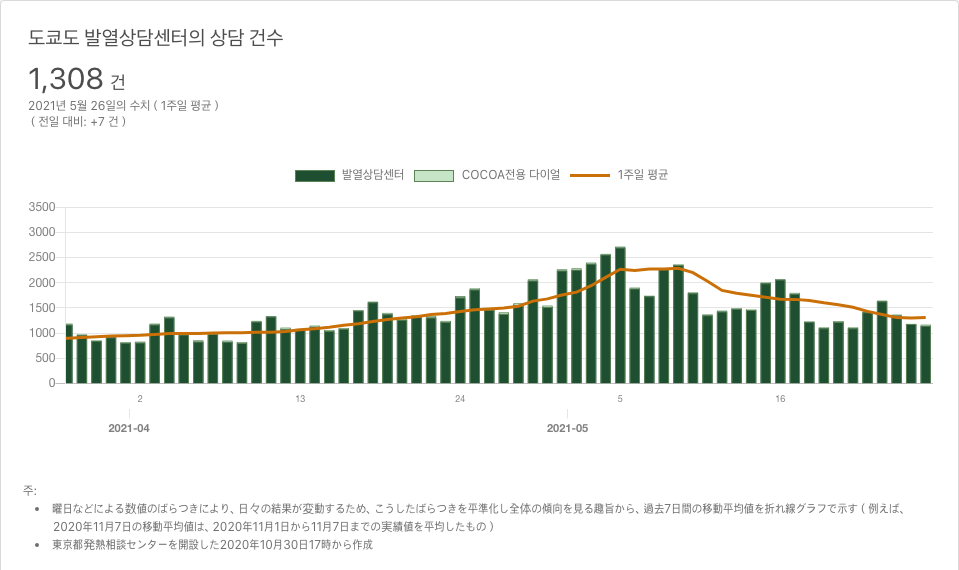 도쿄도 발열상담센터의 상담 건수
1,308 건
2021년 5월 26일의 수치 ( 1주일 평균 )
( 전일 대비: +7 건 )
발열상담센터 COCOA전용 다이얼 1주일 평균
3500
3000
2500
2000
1500
1000
500
0
2 13 24 5 16
2021-04 2021-05
주:
• 曜日などによる数値のばらつきにより、日々の結果が変動するため、こうしたばらつきを平準化し全体の傾向を見る趣旨から、過去7日間の移動平均値を折れ線グラフで示す ( 例えば、
2020年11月7日の移動平均値は、2020年11月1日から11月7日までの実績値を平均したもの )
• 東京都発熱相談センターを開設した2020年10月30日17時から作成